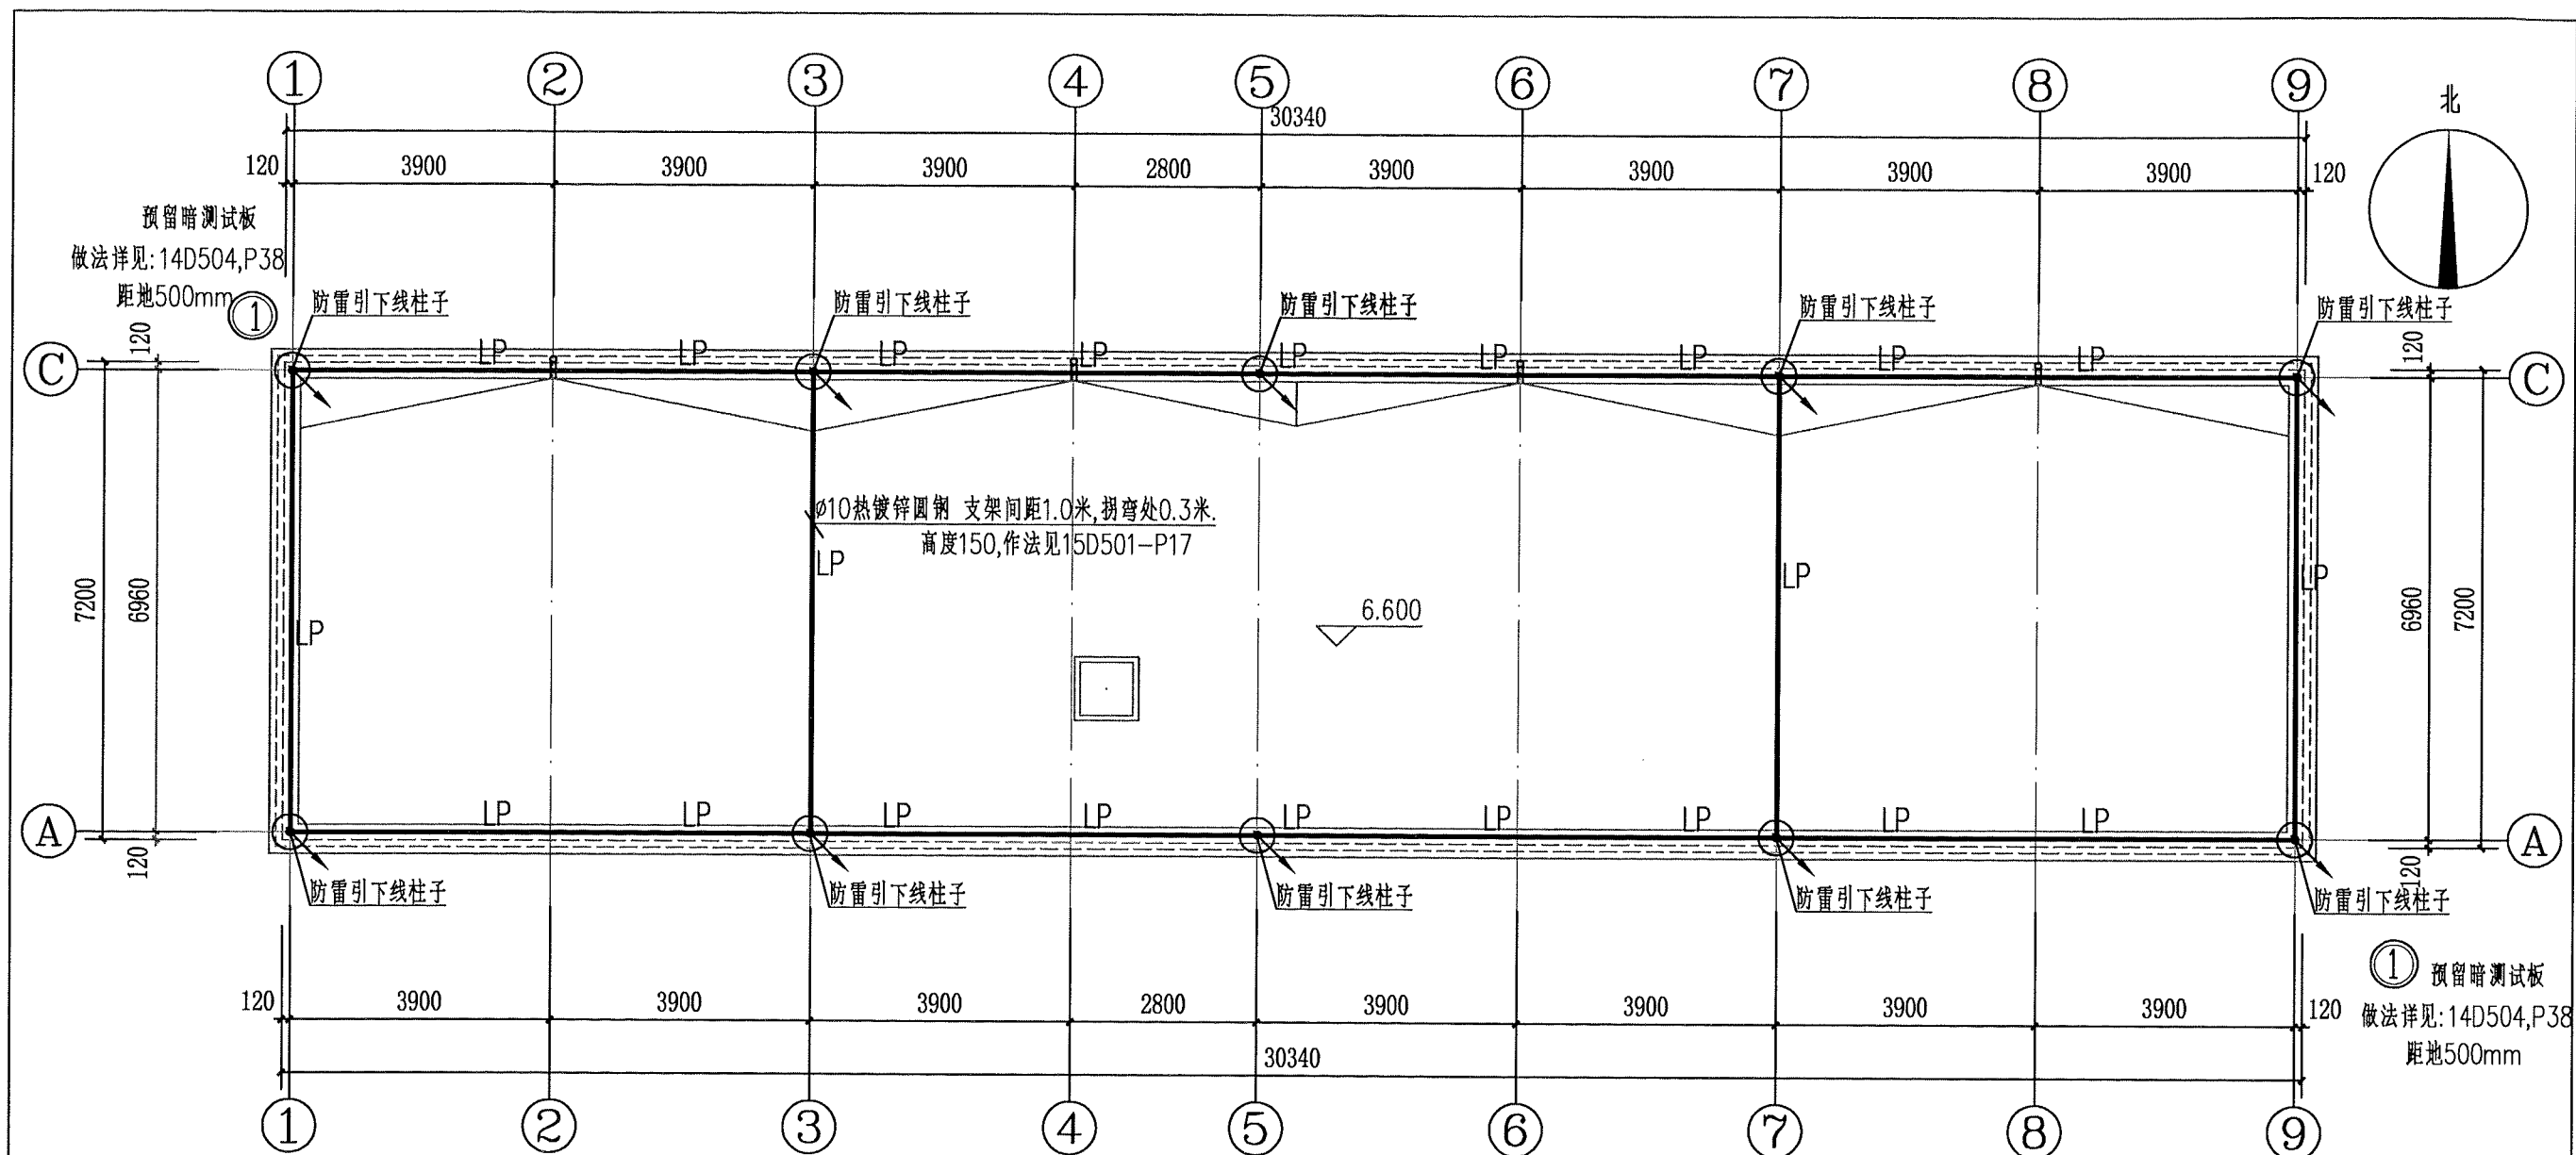 ① ② ③ ④ ⑤ ⑥ ⑦ ⑧ ⑨
北
30340
120 3900 3900 3900 2800 3900 3900 3900 3900 120
预留暗测试板
做法详见:14D504,P38
距地500mm
①
防雷引下线柱子 防雷引下线柱子 防雷引下线柱子 防雷引下线柱子 防雷引下线柱子
120 120
LP LP LP LP LP LP LP LP LP
C C
ø10热镀锌圆钢 支架间距1.0米,拐弯处0.3米.
高度150,作法见15D501-P17
LP LP LP
7200 6960 6.600 6960 7200
LP
LP LP LP LP LP LP LP LP LP
A A
120 120
防雷引下线柱子 防雷引下线柱子 防雷引下线柱子 防雷引下线柱子 防雷引下线柱子
① 预留暗测试板
做法详见:14D504,P38
距地500mm
120 3900 3900 3900 2800 3900 3900 3900 3900 120
30340
① ② ③ ④ ⑤ ⑥ ⑦ ⑧ ⑨